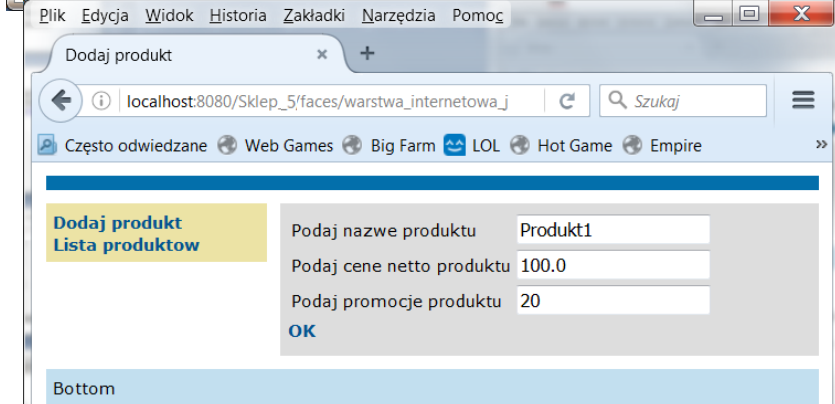 Plik Edycja Widok Historia Zakładki Narzędzia Pomoc
Dodaj produkt
localhost:8080/Sklep_5/faces/warstwa_internetowa_j
Szukaj
Często odwiedzane Web Games Big Farm LOL Hot Game Empire
Dodaj produkt
Lista produktow
Podaj nazwe produktu Produkt1
Podaj cene netto produktu 100.0
Podaj promocje produktu 20
OK
Bottom